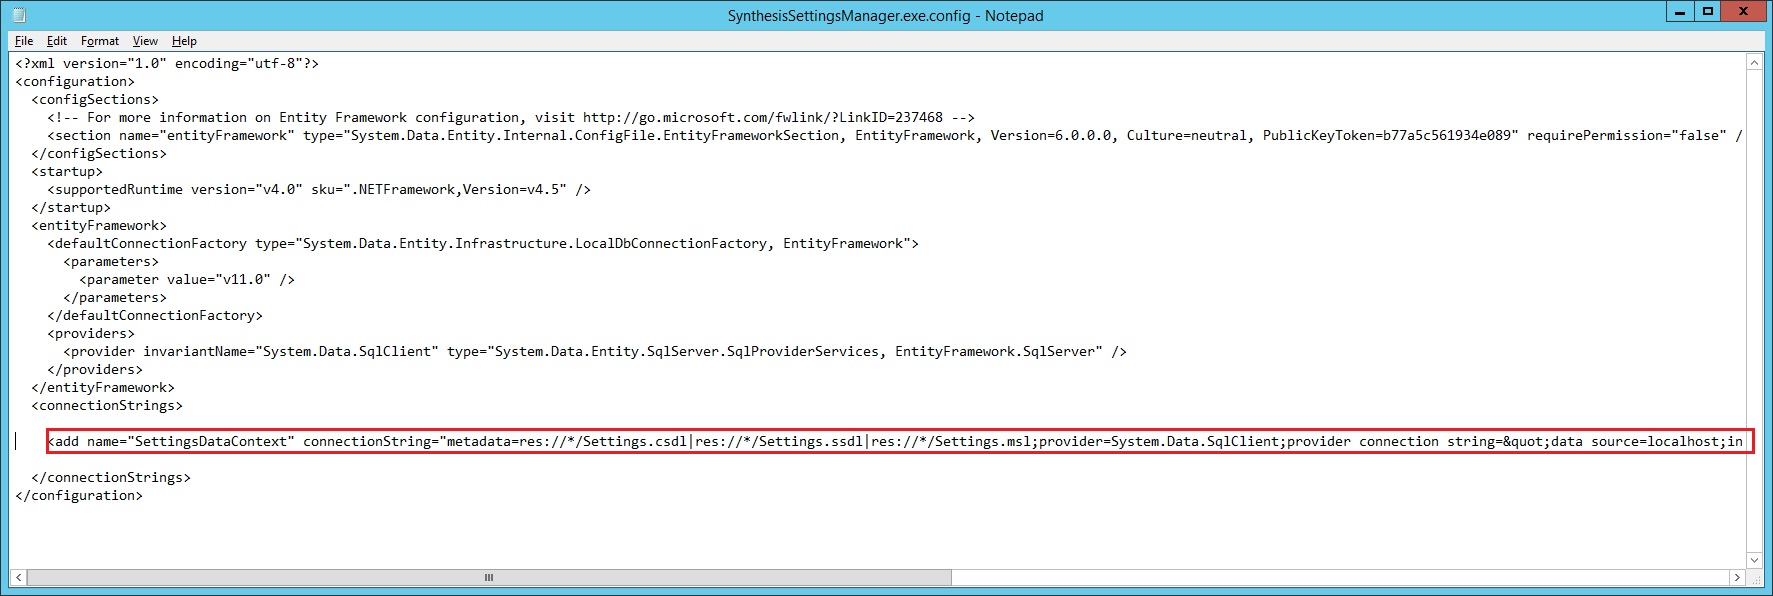 SynthesisSettingsManager.exe.config - Notepad
File Edit Format View Help
<?xml version="1.0" encoding="utf-8"?>
<configuration>
  <configSections>
    <!-- For more information on Entity Framework configuration, visit http://go.microsoft.com/fwlink/?LinkID=237468 -->
    <section name="entityFramework" type="System.Data.Entity.Internal.ConfigFile.EntityFrameworkSection, EntityFramework, Version=6.0.0.0, Culture=neutral, PublicKeyToken=b77a5c561934e089" requirePermission="false" /
  </configSections>
  <startup>
    <supportedRuntime version="v4.0" sku=".NETFramework,Version=v4.5" />
  </startup>
  <entityFramework>
    <defaultConnectionFactory type="System.Data.Entity.Infrastructure.LocalDbConnectionFactory, EntityFramework">
      <parameters>
        <parameter value="v11.0" />
      </parameters>
    </defaultConnectionFactory>
    <providers>
      <provider invariantName="System.Data.SqlClient" type="System.Data.Entity.SqlServer.SqlProviderServices, EntityFramework.SqlServer" />
    </providers>
  </entityFramework>
  <connectionStrings>
    <add name="SettingsDataContext" connectionString="metadata=res://*/Settings.csdl|res://*/Settings.ssdl|res://*/Settings.msl;provider=System.Data.SqlClient;provider connection string=&quot;data source=localhost;in
  </connectionStrings>
</configuration>